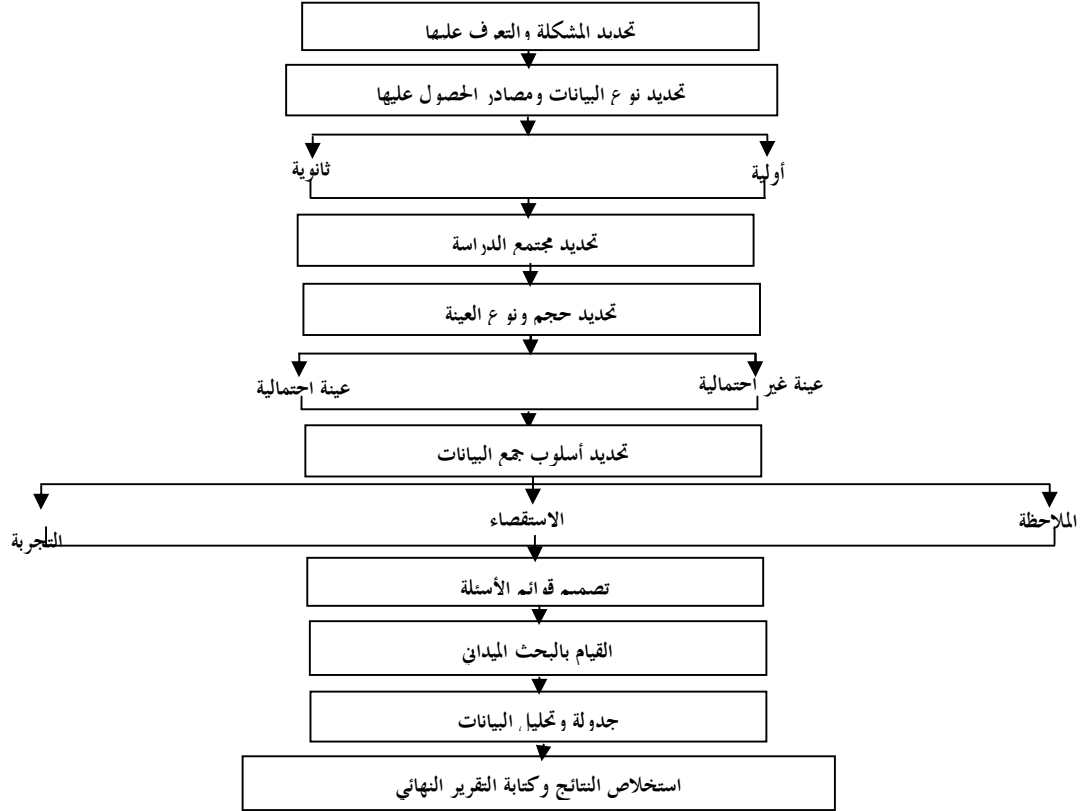 تحديد المشكلة والتعرف عليها
تحديد نوع البيانات ومصادر الحصول عليها
أولية
ثانوية
تحديد مجتمع الدراسة
تحديد حجم ونوع العينة
عينة غير احتمالية
عينة احتمالية
تحديد أسلوب جمع البيانات
الملاحظة
الاستقصاء
التجربة
تصميم قوائم الأسئلة
القيام بالبحث الميداني
جدولة وتحليل البيانات
استخلاص النتائج وكتابة التقرير النهائي